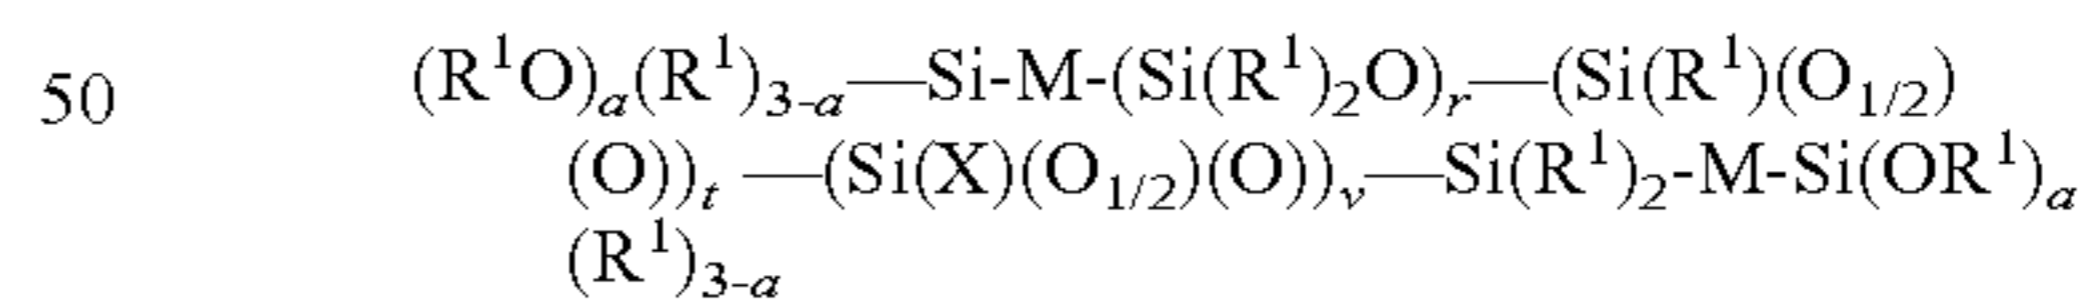 50 (R¹O)ₐ(R¹)₃₋ₐ—Si-M-(Si(R¹)₂O)ᵣ—(Si(R¹)(O₁/₂)
(O))ₜ —(Si(X)(O₁/₂)(O))ᵥ—Si(R¹)₂-M-Si(OR¹)ₐ
(R¹)₃₋ₐ